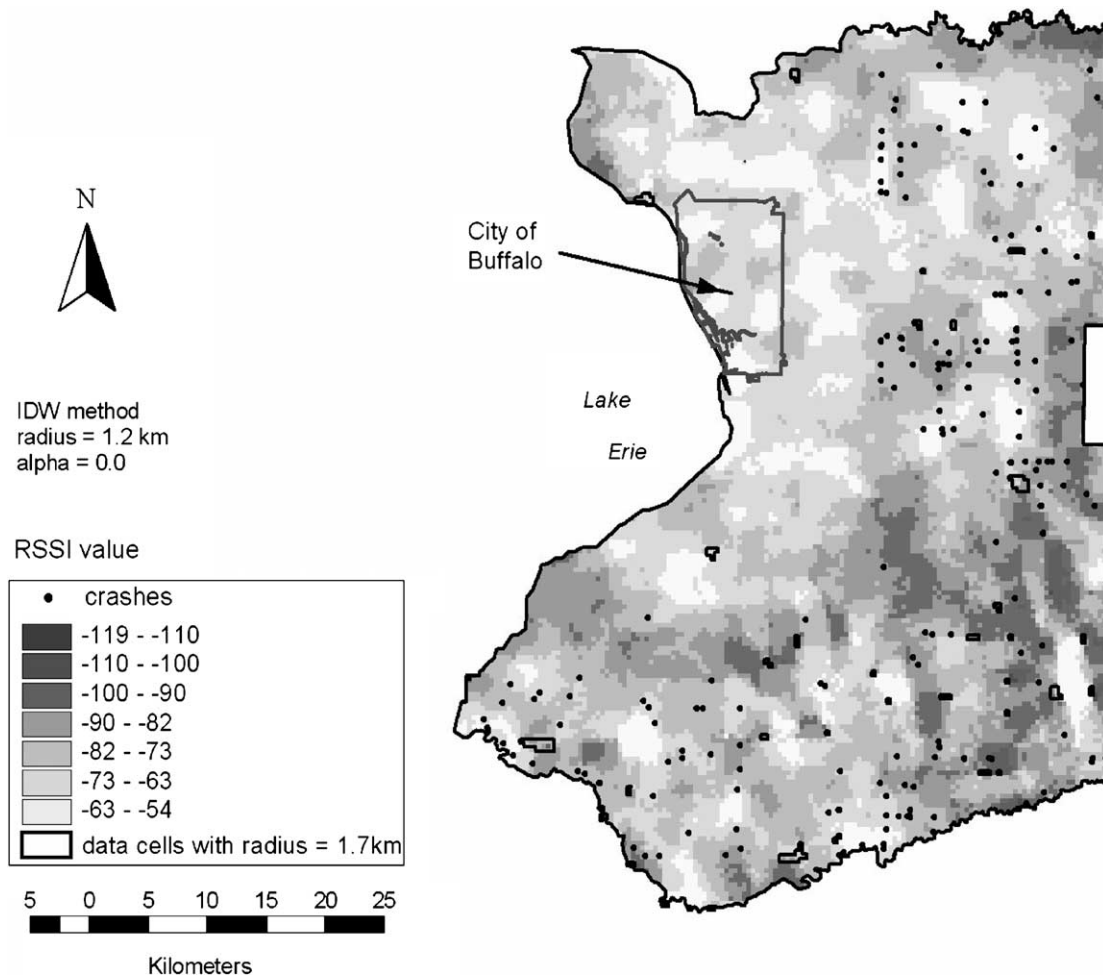 N
City of
Buffalo
Lake
Erie
IDW method
radius = 1.2 km
alpha = 0.0
RSSI value
crashes
-119 - -110
-110 - -100
-100 - -90
-90 - -82
-82 - -73
-73 - -63
-63 - -54
data cells with radius = 1.7km
5 0 5 10 15 20 25
Kilometers